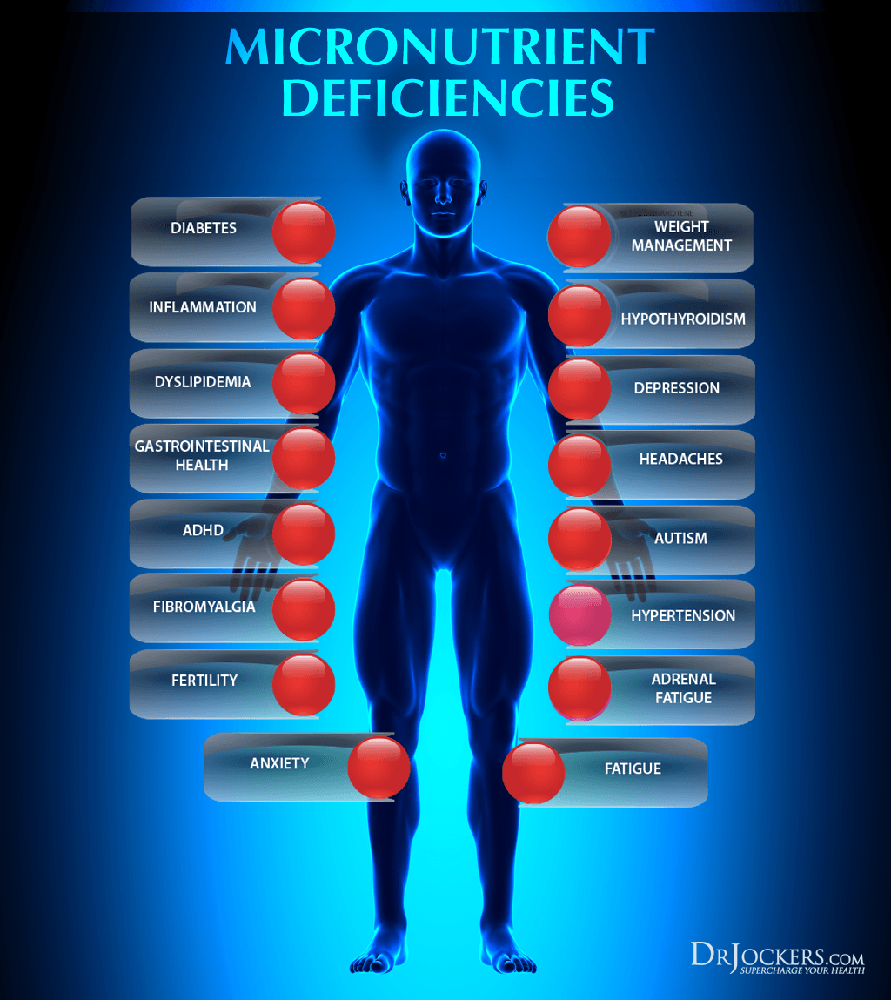 MICRONUTRIENT
DEFICIENCIES
DIABETES
INFLAMMATION
DYSLIPIDEMIA
GASTROINTESTINAL
HEALTH
ADHD
FIBROMYALGIA
FERTILITY
ANXIETY
WEIGHT
MANAGEMENT
HYPOTHYROIDISM
DEPRESSION
HEADACHES
AUTISM
HYPERTENSION
ADRENAL
FATIGUE
FATIGUE
DRJOCKERS.COM
SUPERCHARGE YOUR HEALTH